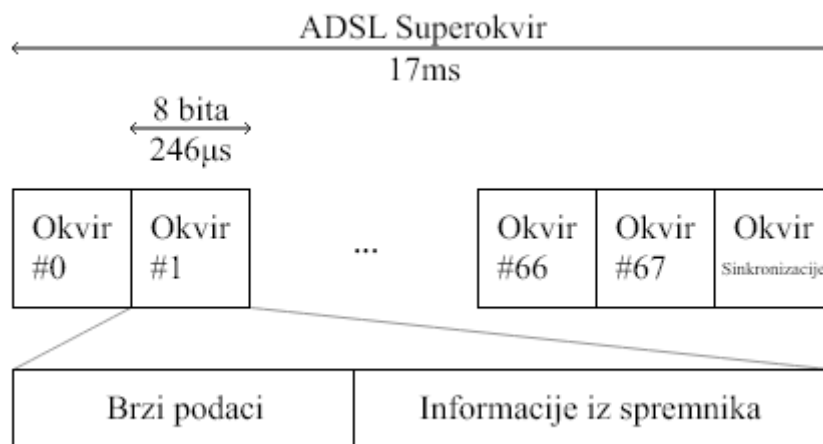 ADSL Superokvir
17ms
8 bita
246µs
Okvir
#0
Okvir
#1
...
Okvir
#66
Okvir
#67
Okvir
Sinkronizacije
Brzi podaci
Informacije iz spremnika